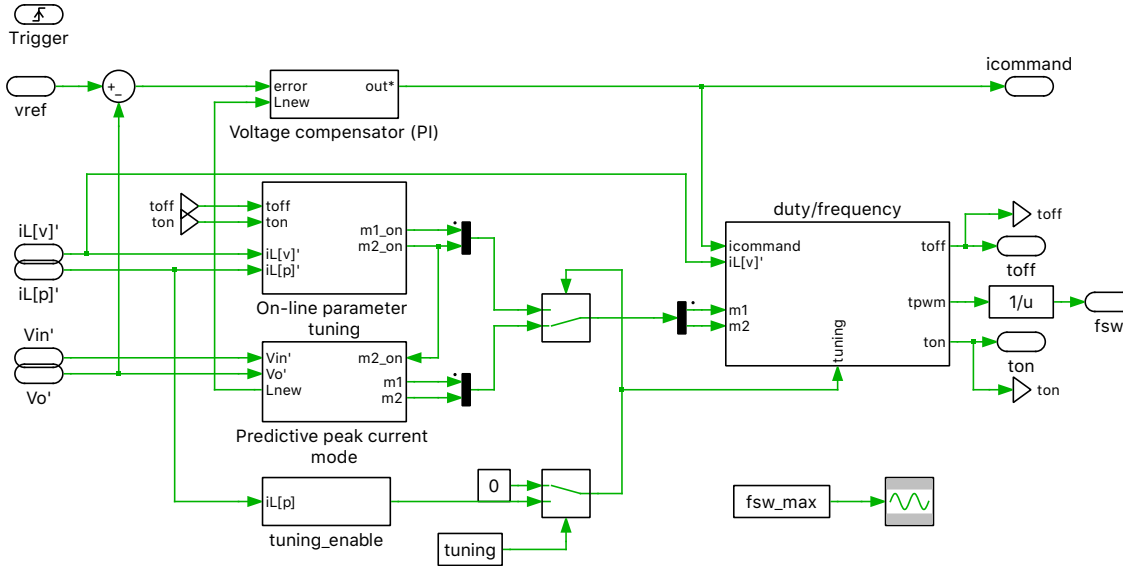 Trigger
vref
+
-
error
Lnew
out*
Voltage compensator (PI)
icommand
toff
ton
toff
ton
iL[v]'
iL[p]'
m1_on
m2_on
On-line parameter
tuning
iL[v]'
iL[p]'
Vin'
Vo'
Vin'
Vo'
Lnew
m2_on
m1
m2
Predictive peak current
mode
iL[p]
tuning_enable
0
tuning
duty/frequency
icommand
iL[v]'
m1
m2
tuning
toff
tpwm
ton
toff
toff
1/u
fsw
ton
ton
fsw_max